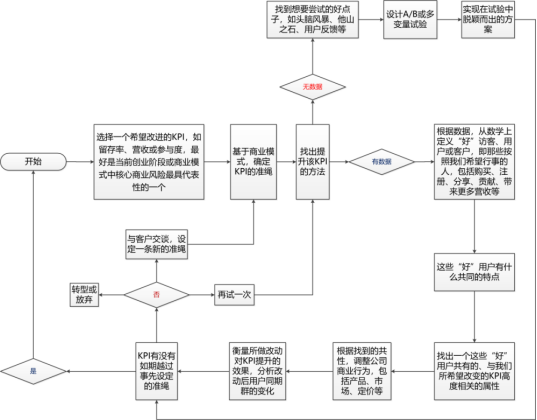 找到想要尝试的好点
子，如头脑风暴、他山
之石、用户反馈等
设计A/B或多
变量试验
实现在试验中
脱颖而出的方
案
无数据
开始
选择一个希望改进的KPI，如
留存率、营收或参与度，最
好是当前创业阶段或商业模
式中核心商业风险最具代表
性的一个
基于商业模
式，确定
KPI的准绳
找出提
升该KPI
的方法
有数据
根据数据，从数学上
定义“好”访客、用
户或客户，即那些按
照我们希望行事的
人，包括购买、注
册、分享、贡献、带
来更多营收等
与客户交谈，设
定一条新的准绳
这些“好”用户有什
么共同的特点
转型或
放弃
否
再试一次
是
KPI有没有
如期越过
事先设定
的准绳
衡量所做改动
对KPI提升的
效果，分析改
动后用户同期
群的变化
根据找到的共
性，调整公司
商业行为，包
括产品、市
场、定价等
找出一个这些“好”
用户共有的、与我们
所希望改变的KPI高
度相关的属性